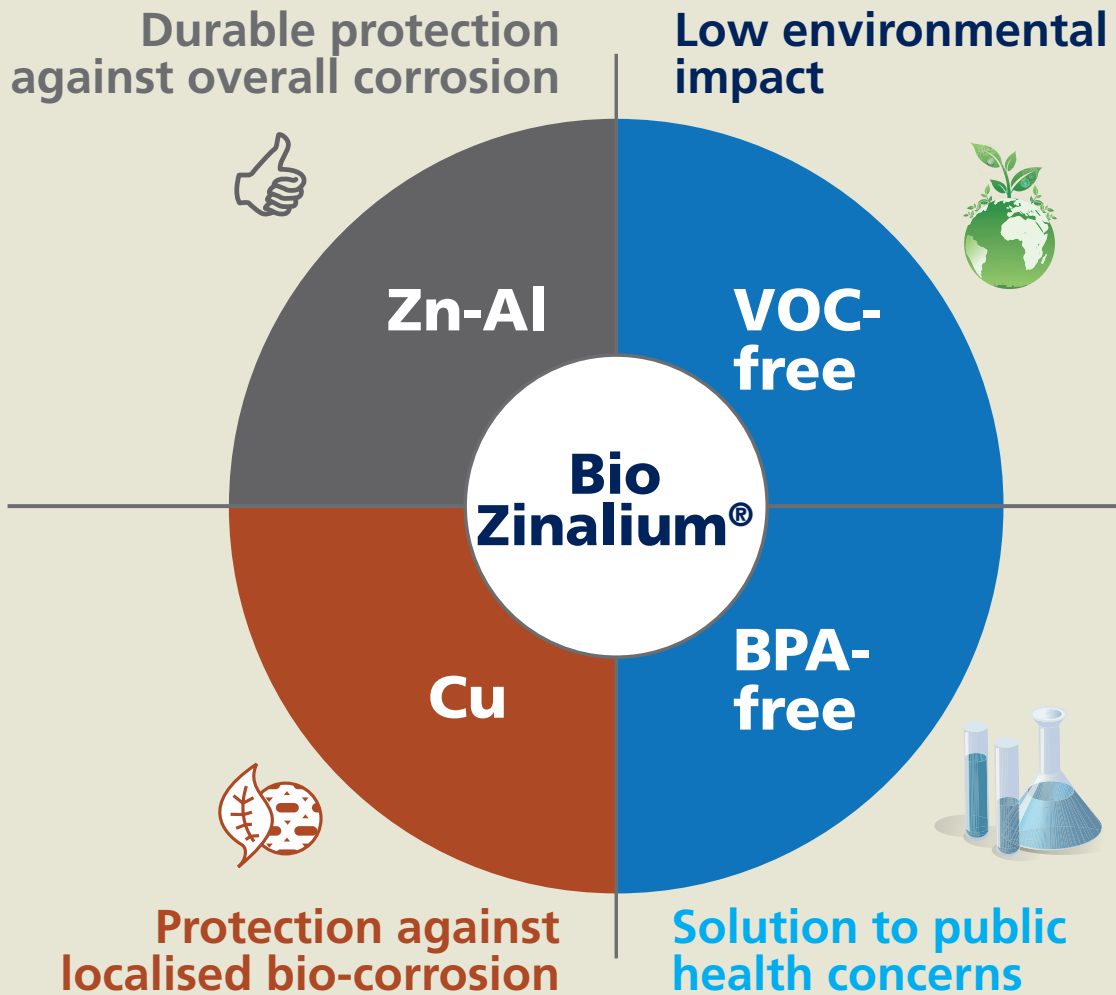 Durable protection
against overall corrosion
Low environmental
impact
Zn-Al
VOC-
free
Bio
Zinalium®
Cu
BPA-
free
Protection against
localised bio-corrosion
Solution to public
health concerns